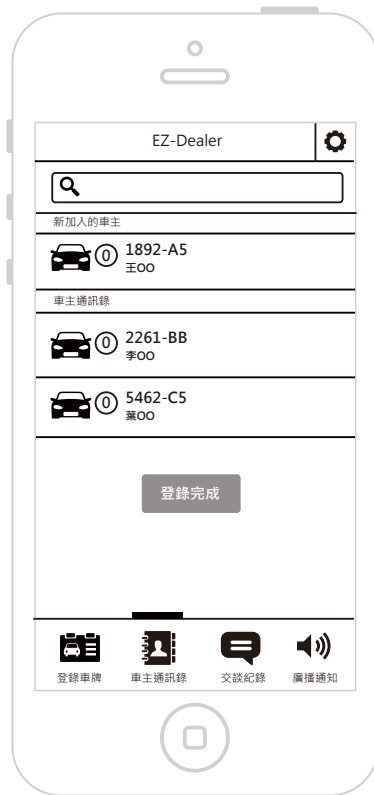 EZ-Dealer
新加入的車主
0 1892-A5
王OO
車主通訊錄
0 2261-BB
李OO
0 5462-C5
葉OO
登錄完成
登錄車牌 車主通訊錄 交談紀錄 廣播通知